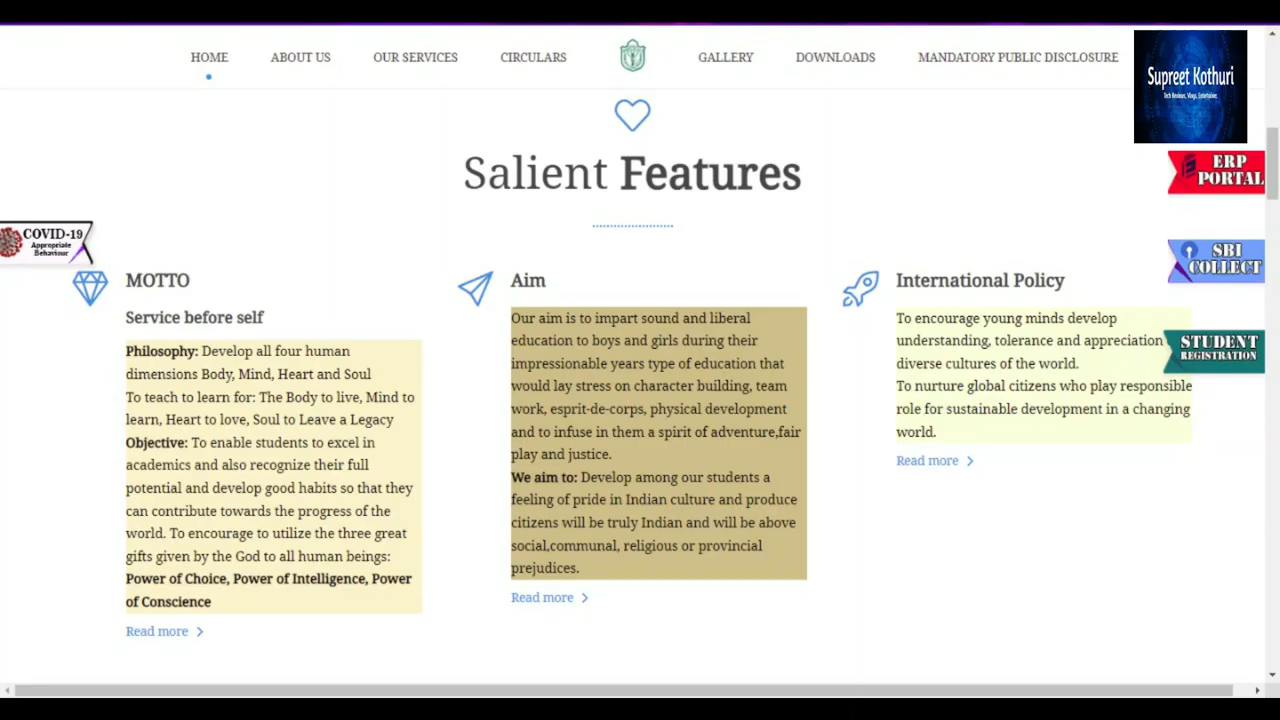 HOME
ABOUT US
OUR SERVICES
CIRCULARS
GALLERY
DOWNLOADS
MANDATORY PUBLIC DISCLOSURE
Supreet Kothuri
Tech Reviews, Vlogs, Entertainer.
Salient Features
ERP
PORTAL
COVID-19
Appropriate
Behaviour
SBI
COLLECT
STUDENT
REGISTRATION
MOTTO
Service before self
Philosophy: Develop all four human
dimensions Body, Mind, Heart and Soul
To teach to learn for: The Body to live, Mind to
learn, Heart to love, Soul to Leave a Legacy
Objective: To enable students to excel in
academics and also recognize their full
potential and develop good habits so that they
can contribute towards the progress of the
world. To encourage to utilize the three great
gifts given by the God to all human beings:
Power of Choice, Power of Intelligence, Power
of Conscience
Read more
Aim
Our aim is to impart sound and liberal
education to boys and girls during their
impressionable years type of education that
would lay stress on character building, team
work, esprit-de-corps, physical development
and to infuse in them a spirit of adventure,fair
play and justice.
We aim to: Develop among our students a
feeling of pride in Indian culture and produce
citizens will be truly Indian and will be above
social,communal, religious or provincial
prejudices.
Read more
International Policy
To encourage young minds develop
understanding, tolerance and appreciation
diverse cultures of the world.
To nurture global citizens who play responsible
role for sustainable development in a changing
world.
Read more